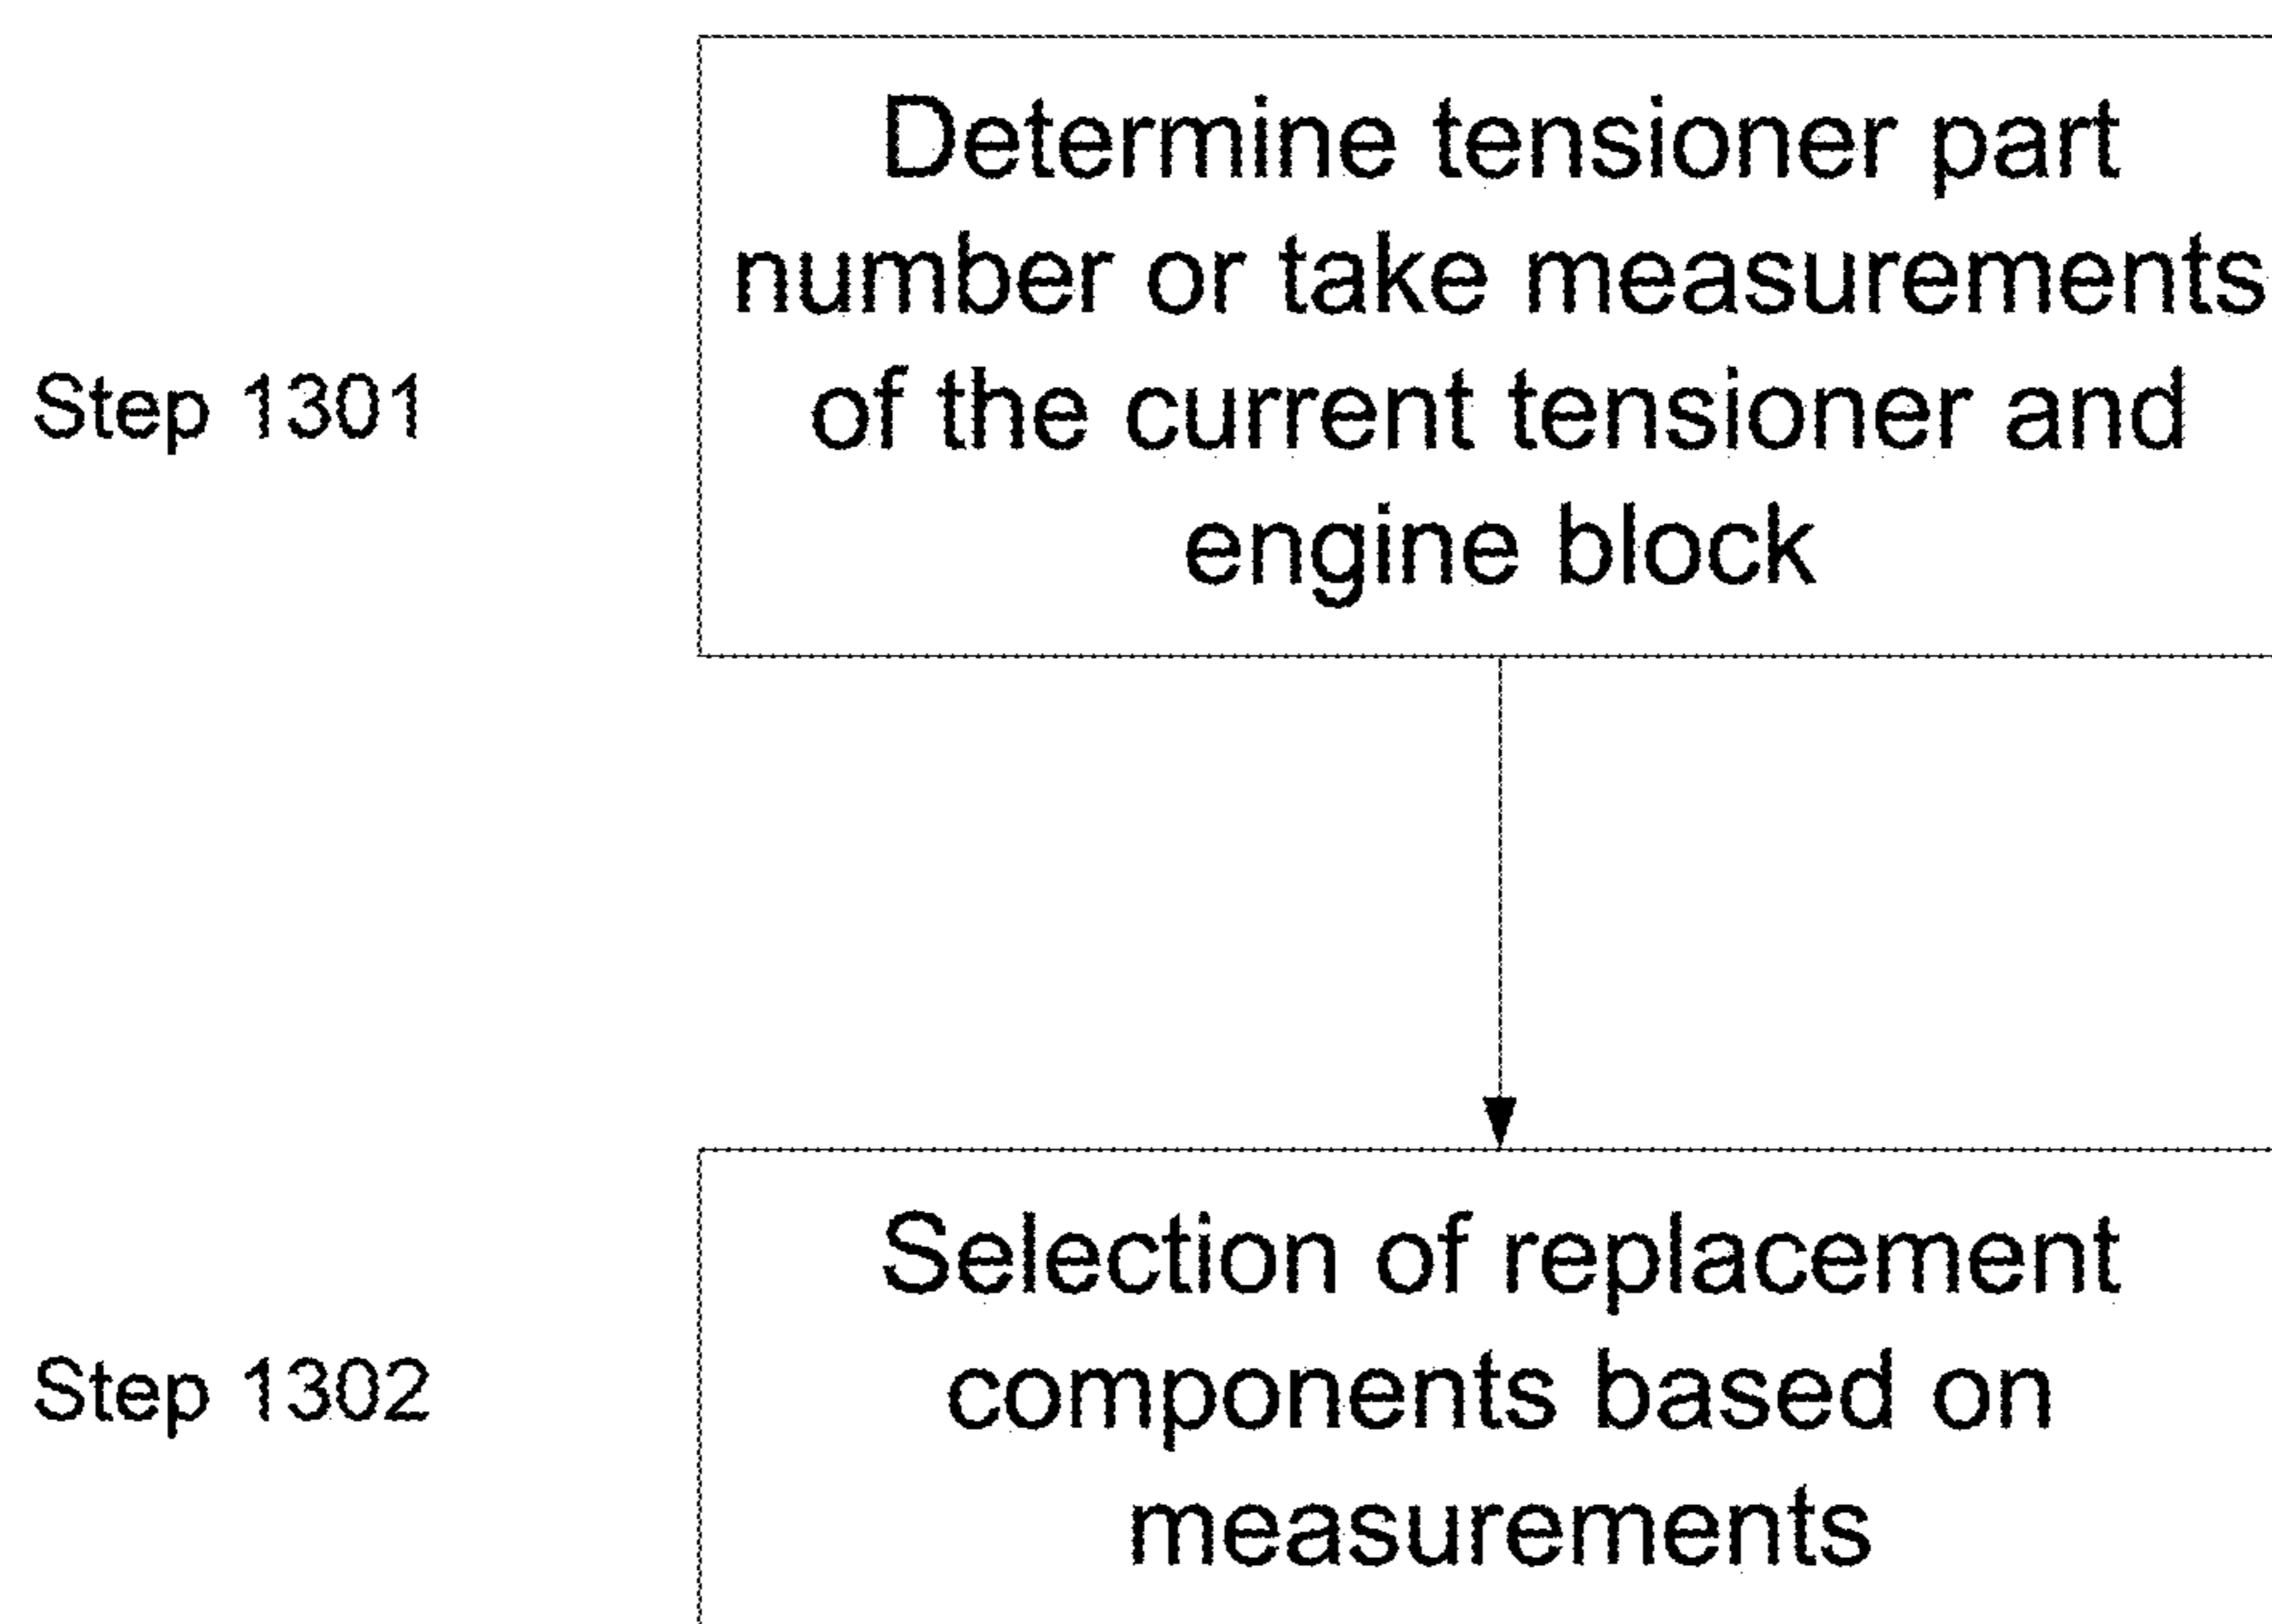 Determine tensioner part
number or take measurements
of the current tensioner and
engine block
Step 1301
Selection of replacement
components based on
measurements
Step 1302